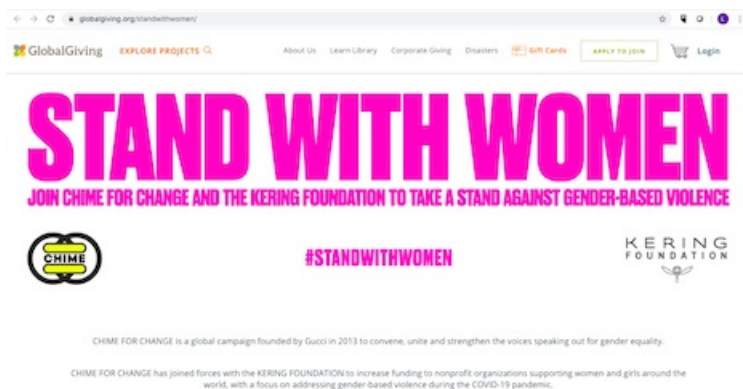 globalgiving.org/standwithwomen/
GlobalGiving EXPLORE PROJECTS About Us Learn Library Corporate Giving Disasters Gift Cards APPLY TO JOIN Login
STAND WITH WOMEN
JOIN CHIME FOR CHANGE AND THE KERING FOUNDATION TO TAKE A STAND AGAINST GENDER-BASED VIOLENCE
CHIME #STANDWITHWOMEN KERING
FOUNDATION
CHIME FOR CHANGE is a global campaign founded by Gucci in 2013 to convene, unite and strengthen the voices speaking out for gender equality.
CHIME FOR CHANGE has joined forces with the KERING FOUNDATION to increase funding to nonprofit organizations supporting women and girls around the
world, with a focus on addressing gender-based violence during the COVID-19 pandemic.